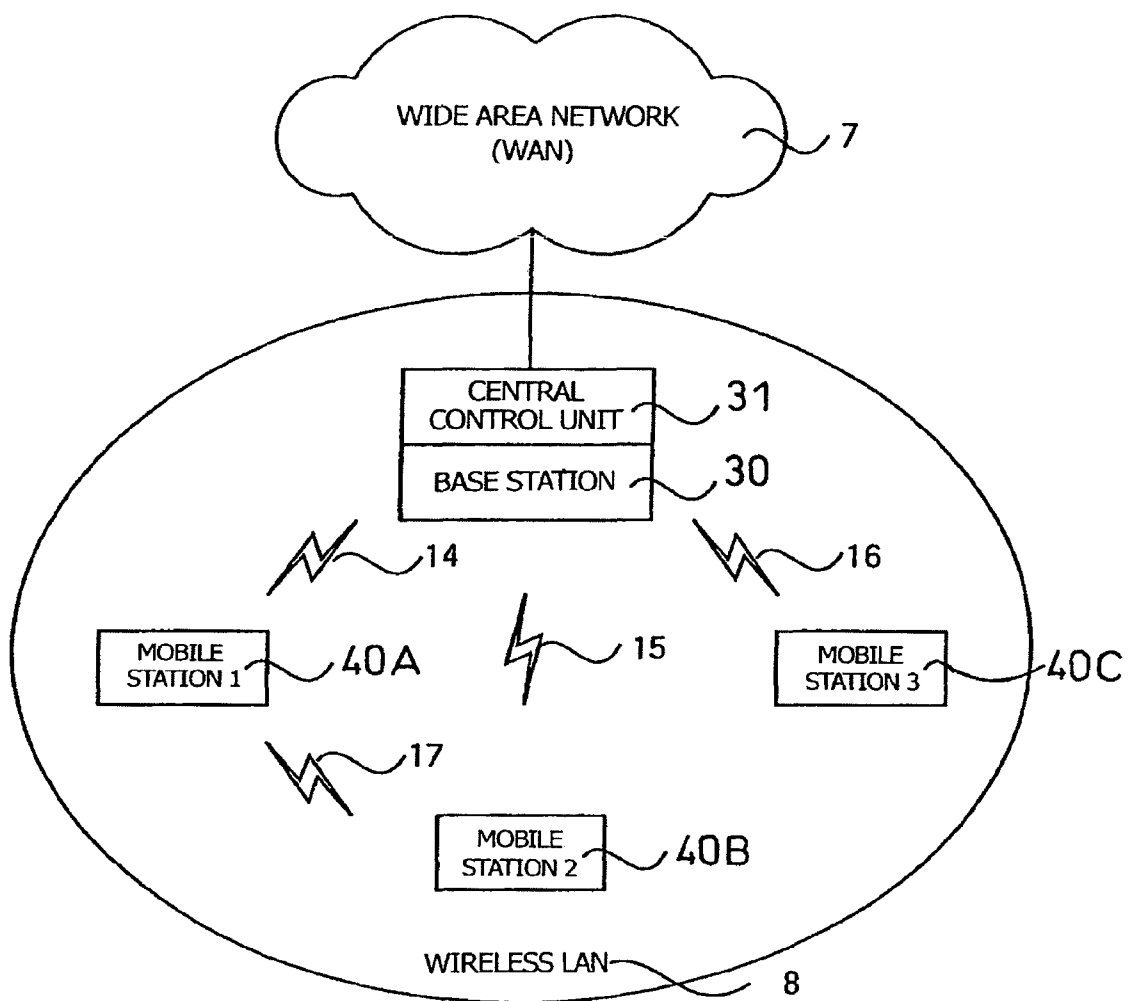 WIDE AREA NETWORK
(WAN)
7
CENTRAL
CONTROL UNIT
31
BASE STATION
30
14
16
15
MOBILE
STATION 1
40A
MOBILE
STATION 3
40C
17
MOBILE
STATION 2
40B
WIRELESS LAN
8